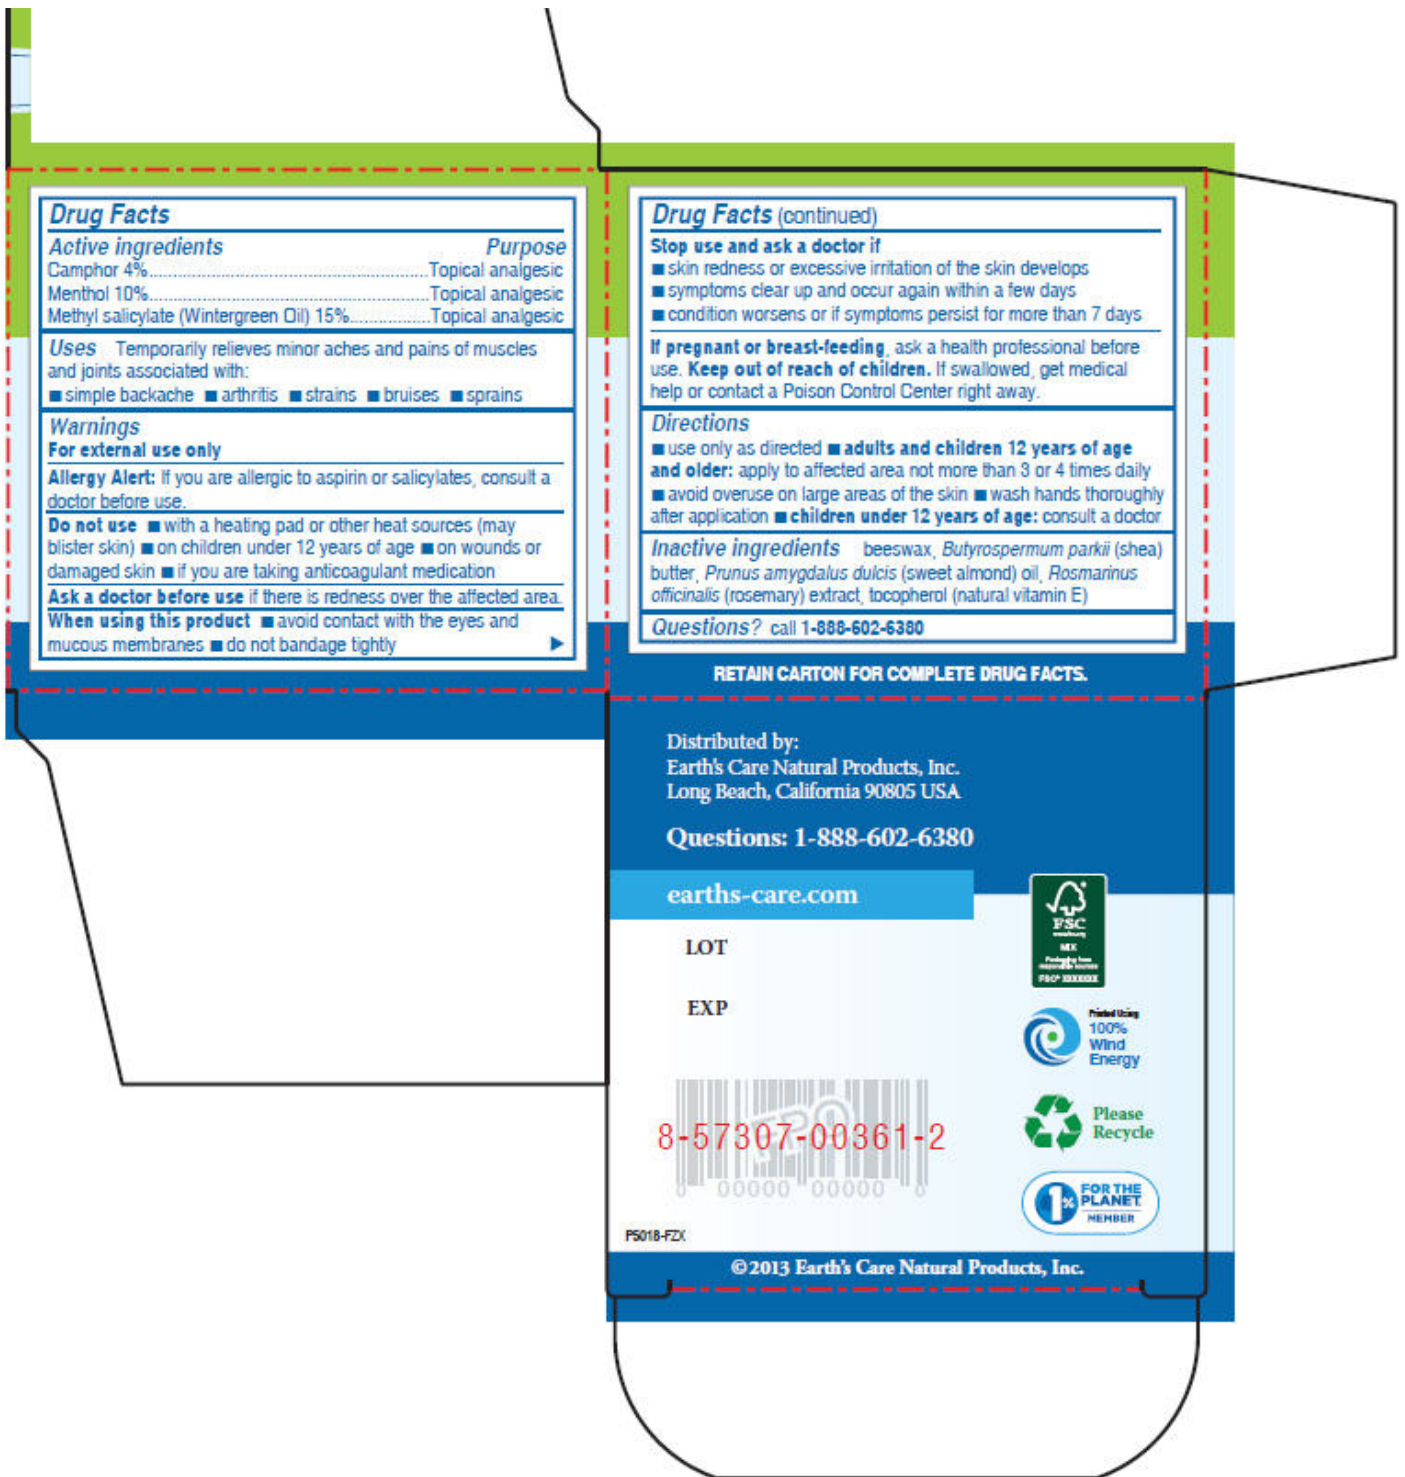 Drug Facts
Active ingredients Purpose
Camphor 4%..................................................Topical analgesic
Menthol 10%..................................................Topical analgesic
Methyl salicylate (Wintergreen Oil) 15%.................Topical analgesic
Uses Temporarily relieves minor aches and pains of muscles
and joints associated with:
■ simple backache ■ arthritis ■ strains ■ bruises ■ sprains
Warnings
For external use only
Allergy Alert: If you are allergic to aspirin or salicylates, consult a
doctor before use.
Do not use ■ with a heating pad or other heat sources (may
blister skin) ■ on children under 12 years of age ■ on wounds or
damaged skin ■ if you are taking anticoagulant medication
Ask a doctor before use if there is redness over the affected area.
When using this product ■ avoid contact with the eyes and
mucous membranes ■ do not bandage tightly
Drug Facts (continued)
Stop use and ask a doctor if
■ skin redness or excessive irritation of the skin develops
■ symptoms clear up and occur again within a few days
■ condition worsens or if symptoms persist for more than 7 days
If pregnant or breast-feeding, ask a health professional before
use. Keep out of reach of children. If swallowed, get medical
help or contact a Poison Control Center right away.
Directions
■ use only as directed ■ adults and children 12 years of age
and older: apply to affected area not more than 3 or 4 times daily
■ avoid overuse on large areas of the skin ■ wash hands thoroughly
after application ■ children under 12 years of age: consult a doctor
Inactive ingredients beeswax, Butyrospermum parkii (shea)
butter, Prunus amygdalus dulcis (sweet almond) oil, Rosmarinus
officinalis (rosemary) extract, tocopherol (natural vitamin E)
Questions? call 1-888-602-6380
RETAIN CARTON FOR COMPLETE DRUG FACTS.
Distributed by:
Earth's Care Natural Products, Inc.
Long Beach, California 90805 USA
Questions: 1-888-602-6380
earths-care.com
FSC
MIX
Packaging from
responsible sources
FSC® XXXXXXX
LOT
EXP
Printed Using
100%
Wind
Energy
FPO
8-57307-00361-2
0 00000 00000 0
Please
Recycle
1% FOR THE
PLANET
MEMBER
P5018-FZX
©2013 Earth's Care Natural Products, Inc.